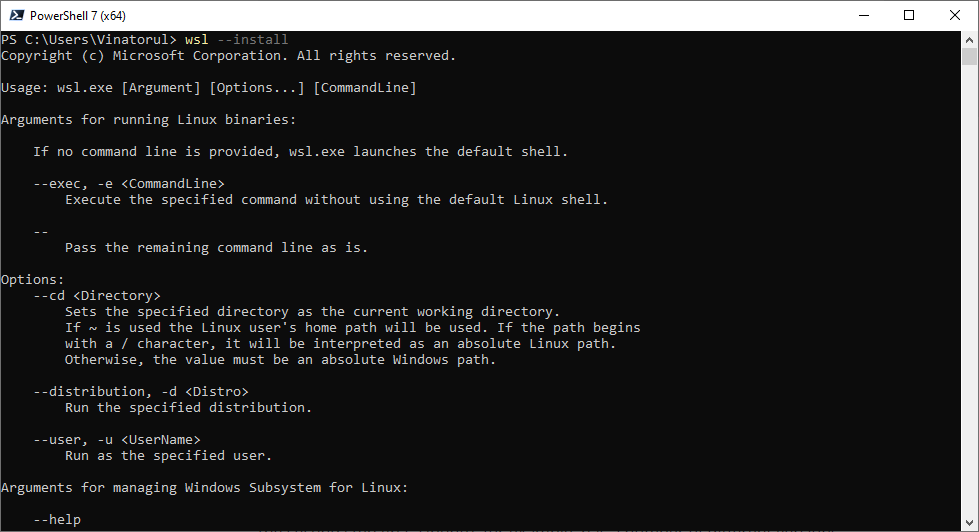 PowerShell 7 (x64)
PS C:\Users\Vinatorul> wsl --install
Copyright (c) Microsoft Corporation. All rights reserved.
Usage: wsl.exe [Argument] [Options...] [CommandLine]
Arguments for running Linux binaries:
If no command line is provided, wsl.exe launches the default shell.
--exec, -e <CommandLine>
Execute the specified command without using the default Linux shell.
--
Pass the remaining command line as is.
Options:
--cd <Directory>
Sets the specified directory as the current working directory.
If ~ is used the Linux user's home path will be used. If the path begins
with a / character, it will be interpreted as an absolute Linux path.
Otherwise, the value must be an absolute Windows path.
--distribution, -d <Distro>
Run the specified distribution.
--user, -u <UserName>
Run as the specified user.
Arguments for managing Windows Subsystem for Linux:
--help